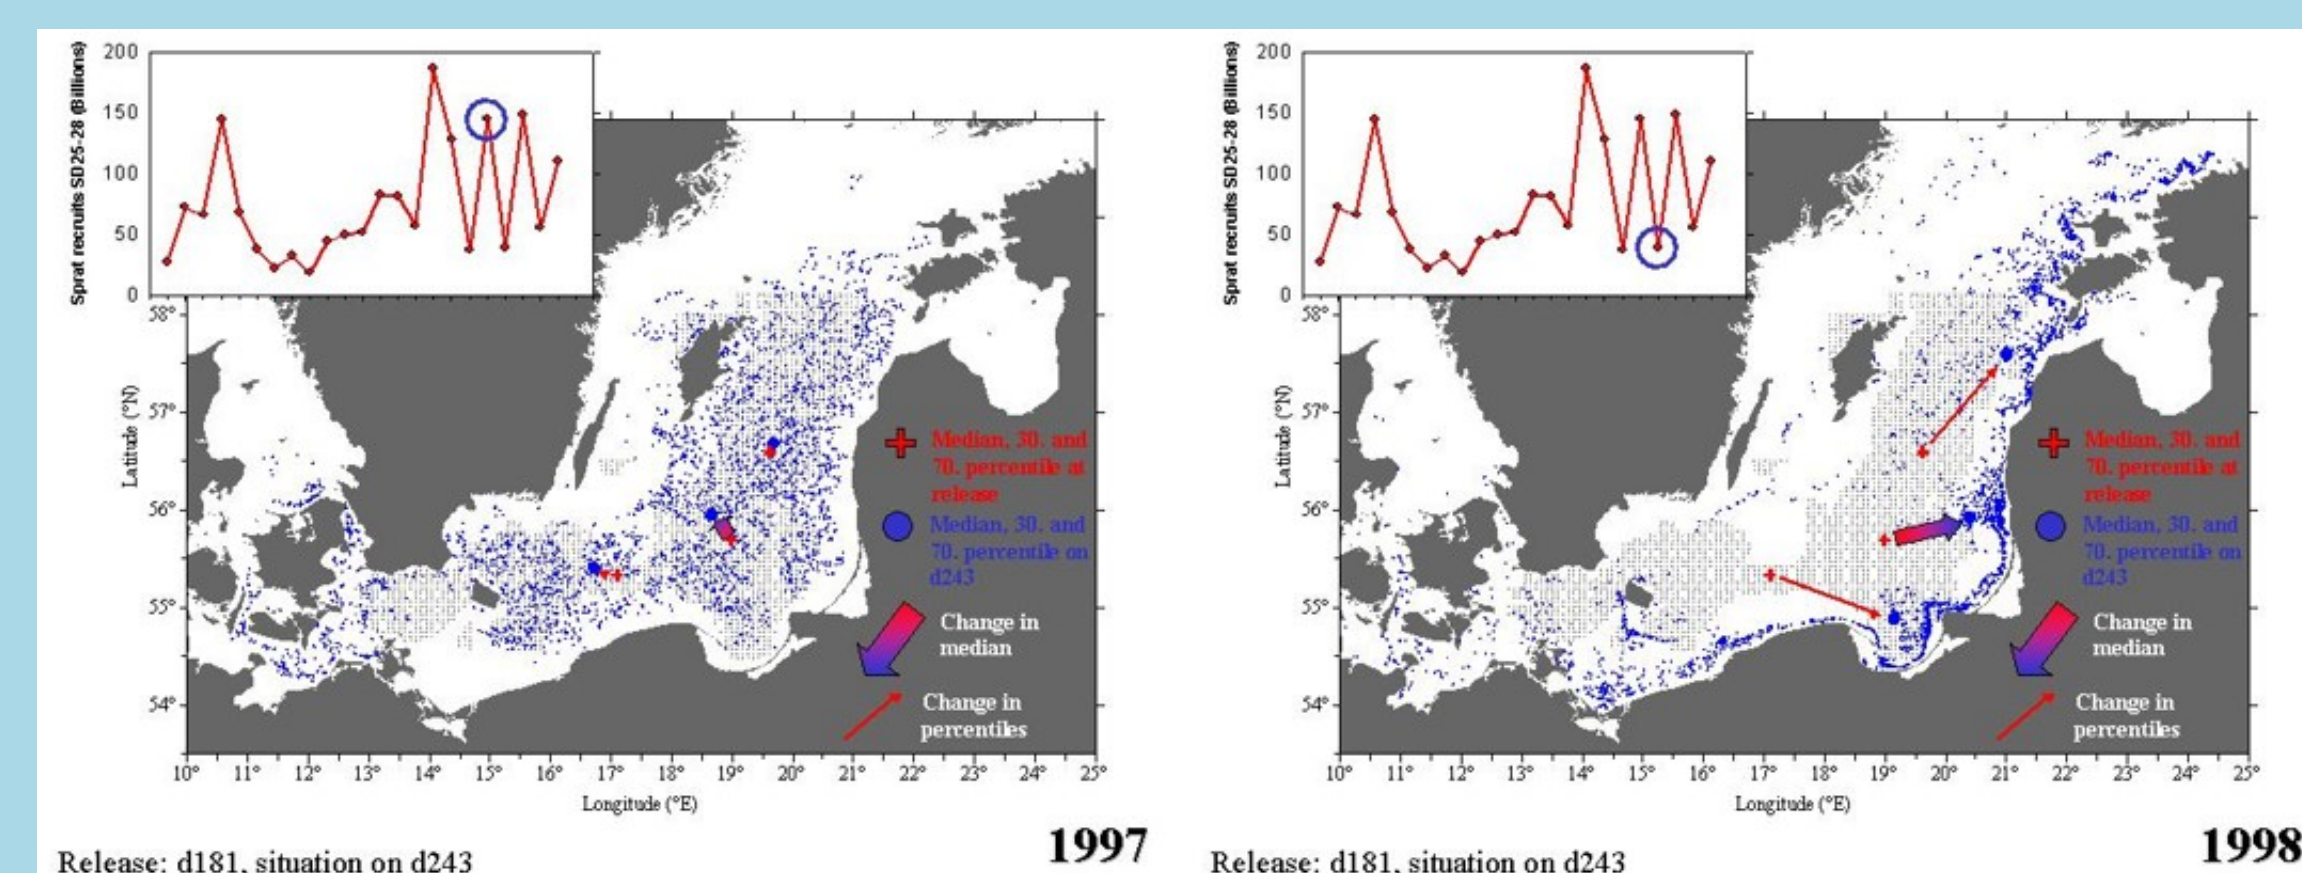 Sprat recruits SD25-28 (Billions)
200
150
100
50
0
58°
57°
56°
55°
54°
Latitude (°N)
Median, 30. and
70. percentile at
release
Median, 30. and
70. percentile on
d243
Change in
median
Change in
percentiles
10° 11° 12° 13° 14° 15° 16° 17° 18° 19° 20° 21° 22° 23° 24° 25°
Longitude (°E)
1997
Release: d181, situation on d243
Sprat recruits SD25-28 (Billions)
200
150
100
50
0
58°
57°
56°
55°
54°
Latitude (°N)
Median, 30. and
70. percentile at
release
Median, 30. and
70. percentile on
d243
Change in
median
Change in
percentiles
10° 11° 12° 13° 14° 15° 16° 17° 18° 19° 20° 21° 22° 23° 24° 25°
Longitude (°E)
1998
Release: d181, situation on d243